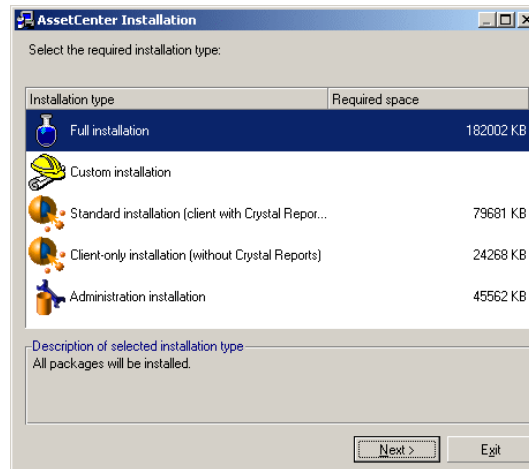 AssetCenter Installation
Select the required installation type:
Installation type Required space
Full installation 182002 KB
Custom installation
Standard installation (client with Crystal Repor... 79681 KB
Client-only installation (without Crystal Reports) 24268 KB
Administration installation 45562 KB
Description of selected installation type
All packages will be installed.
Next > Exit